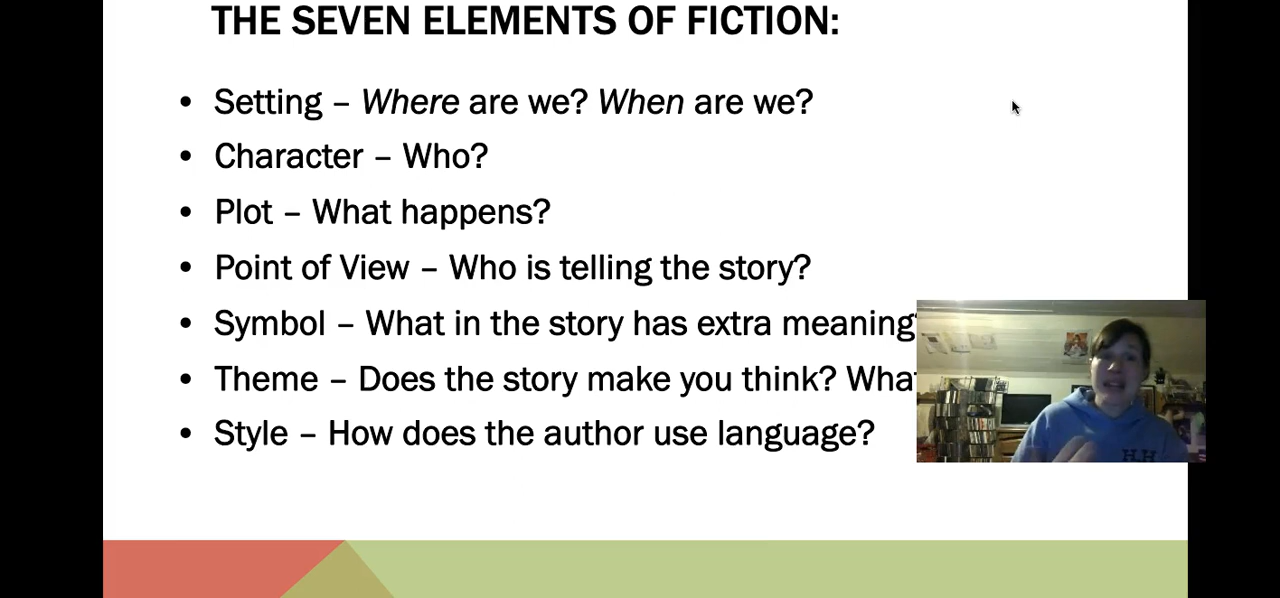 THE SEVEN ELEMENTS OF FICTION:
• Setting – Where are we? When are we?
• Character – Who?
• Plot – What happens?
• Point of View – Who is telling the story?
• Symbol – What in the story has extra meaning?
• Theme – Does the story make you think? What
• Style – How does the author use language?
H H